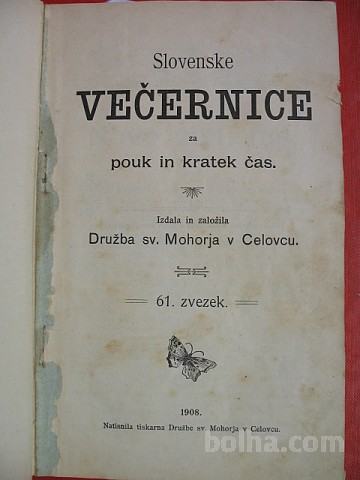 Slovenske
VEČERNICE
za
pouk in kratek čas.
Izdala in založila
Družba sv. Mohorja v Celovcu.
61. zvezek.
1908.
Natisnila tiskarna Družbe sv. Mohorja v Celovcu.
bolha.com